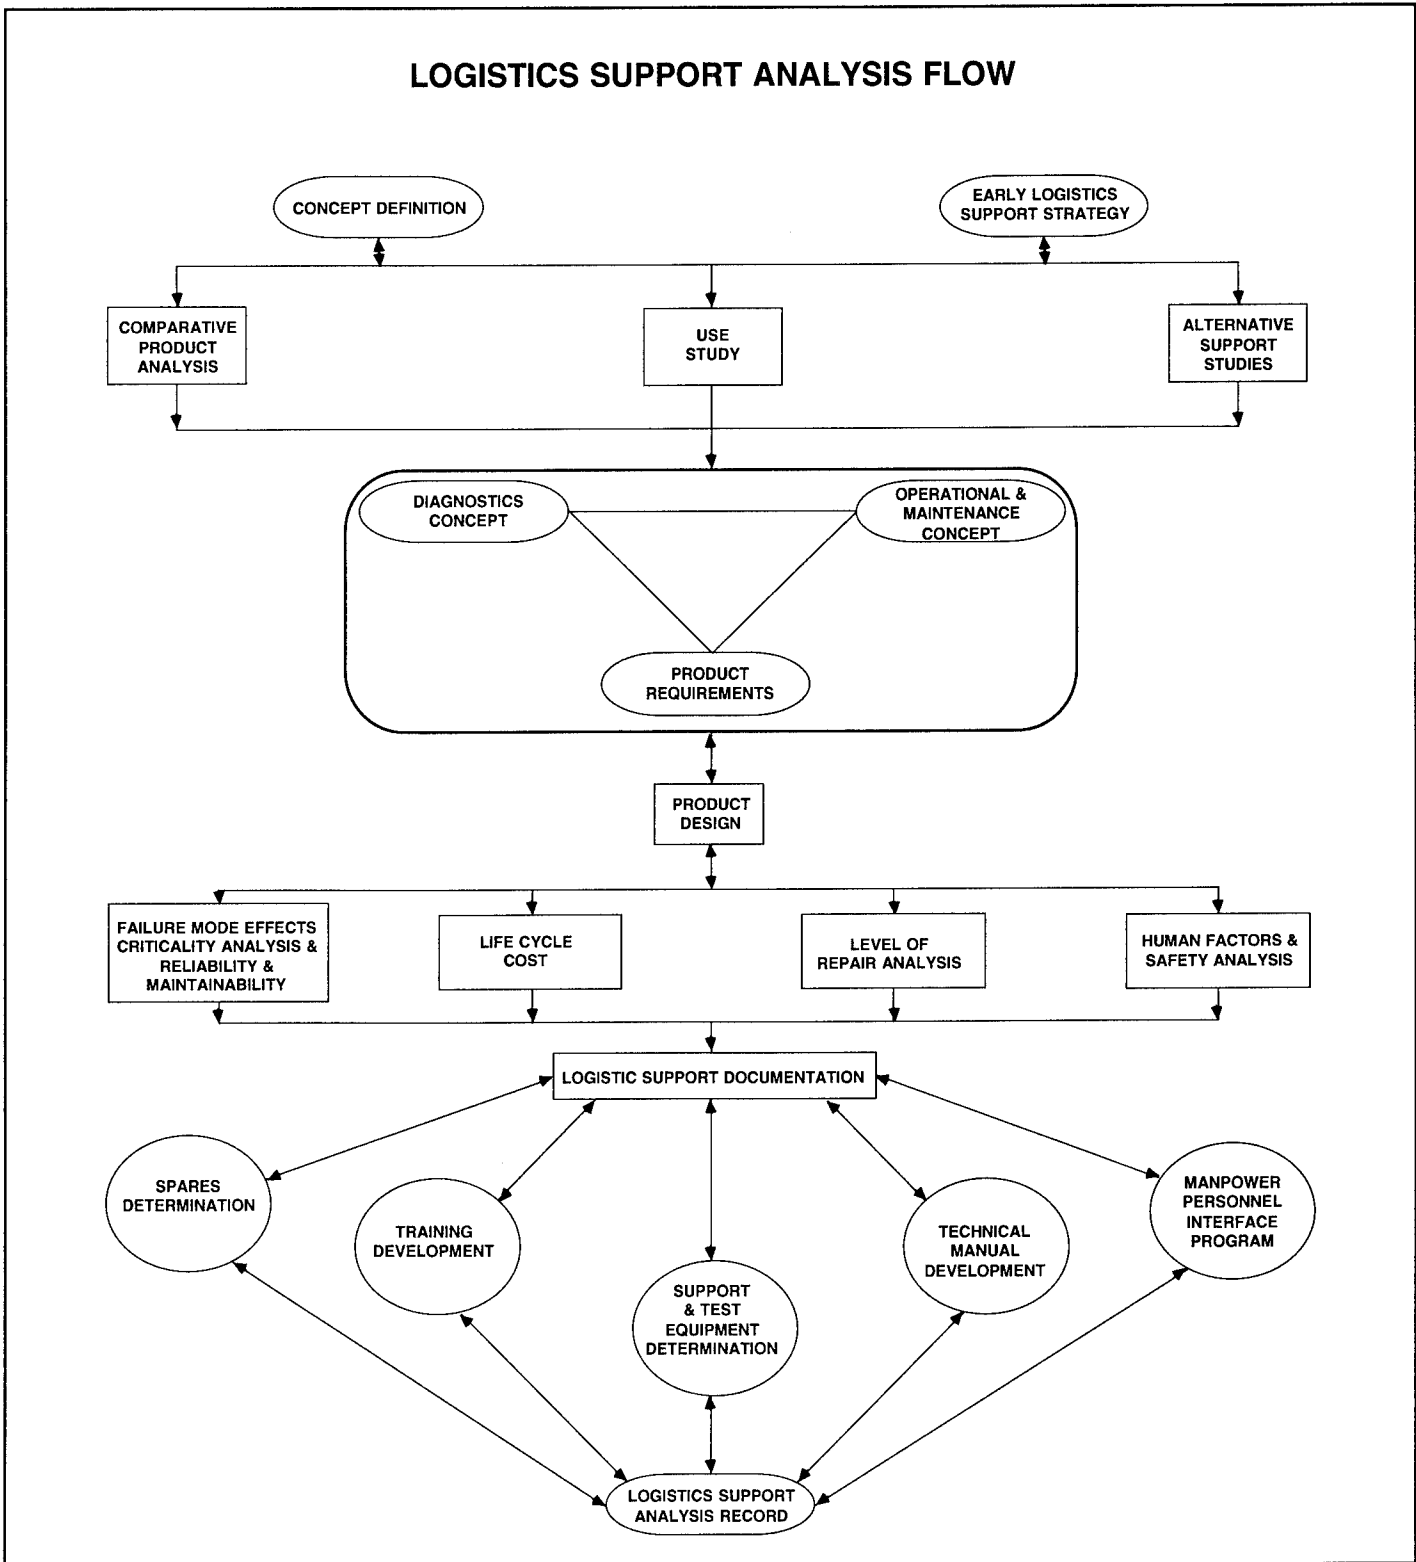 LOGISTICS SUPPORT ANALYSIS FLOW
CONCEPT DEFINITION
EARLY LOGISTICS
SUPPORT STRATEGY
COMPARATIVE
PRODUCT
ANALYSIS
USE
STUDY
ALTERNATIVE
SUPPORT
STUDIES
DIAGNOSTICS
CONCEPT
OPERATIONAL &
MAINTENANCE
CONCEPT
PRODUCT
REQUIREMENTS
PRODUCT
DESIGN
FAILURE MODE EFFECTS
CRITICALITY ANALYSIS &
RELIABILITY &
MAINTAINABILITY
LIFE CYCLE
COST
LEVEL OF
REPAIR ANALYSIS
HUMAN FACTORS &
SAFETY ANALYSIS
LOGISTIC SUPPORT DOCUMENTATION
SPARES
DETERMINATION
TRAINING
DEVELOPMENT
SUPPORT
& TEST
EQUIPMENT
DETERMINATION
TECHNICAL
MANUAL
DEVELOPMENT
MANPOWER
PERSONNEL
INTERFACE
PROGRAM
LOGISTICS SUPPORT
ANALYSIS RECORD